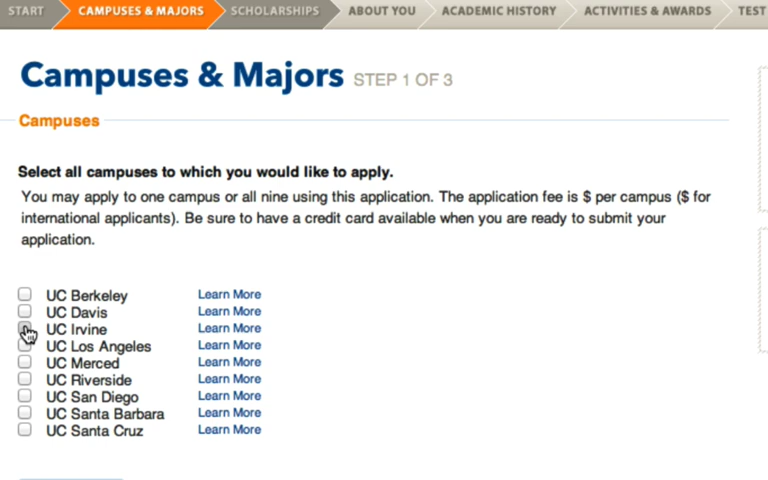 START CAMPUSES & MAJORS SCHOLARSHIPS ABOUT YOU ACADEMIC HISTORY ACTIVITIES & AWARDS TEST
Campuses & Majors STEP 1 OF 3
Campuses
Select all campuses to which you would like to apply.
You may apply to one campus or all nine using this application. The application fee is $ per campus ($ for
international applicants). Be sure to have a credit card available when you are ready to submit your
application.
UC Berkeley Learn More
UC Davis Learn More
UC Irvine Learn More
UC Los Angeles Learn More
UC Merced Learn More
UC Riverside Learn More
UC San Diego Learn More
UC Santa Barbara Learn More
UC Santa Cruz Learn More